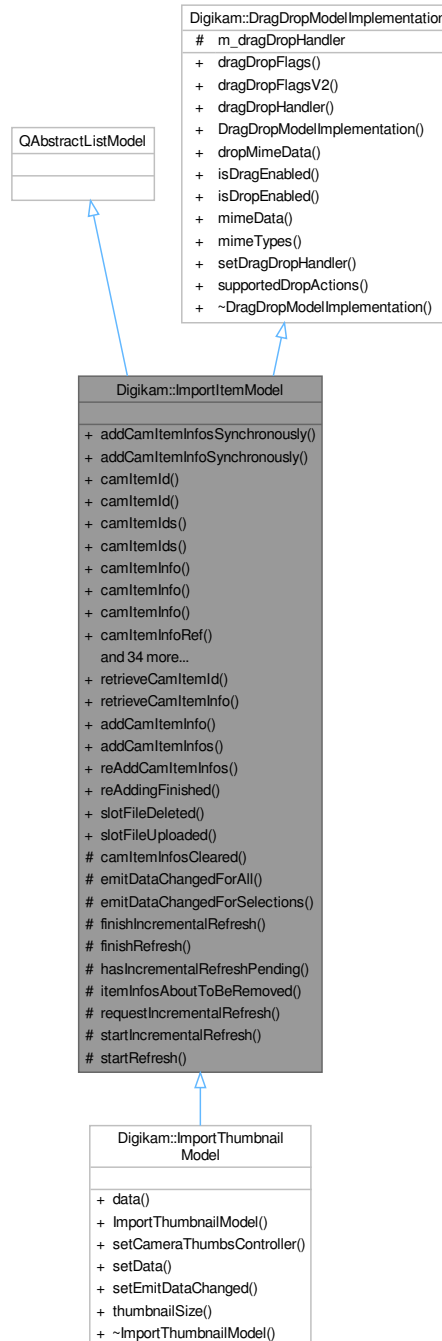 Digikam::DragDropModelImplementation
# m_dragDropHandler
+ dragDropFlags()
+ dragDropFlagsV2()
+ dragDropHandler()
+ DragDropModelImplementation()
+ dropMimeData()
+ isDragEnabled()
+ isDropEnabled()
+ mimeData()
+ mimeTypes()
+ setDragDropHandler()
+ supportedDropActions()
+ ~DragDropModelImplementation()
QAbstractListModel
Digikam::ImportItemModel
+ addCamItemInfosSynchronously()
+ addCamItemInfoSynchronously()
+ camItemId()
+ camItemId()
+ camItemIds()
+ camItemIds()
+ camItemInfo()
+ camItemInfo()
+ camItemInfo()
+ camItemInfoRef()
and 34 more...
+ retrieveCamItemId()
+ retrieveCamItemInfo()
+ addCamItemInfo()
+ addCamItemInfos()
+ reAddCamItemInfos()
+ reAddingFinished()
+ slotFileDeleted()
+ slotFileUploaded()
# camItemInfosCleared()
# emitDataChangedForAll()
# emitDataChangedForSelections()
# finishIncrementalRefresh()
# finishRefresh()
# hasIncrementalRefreshPending()
# itemInfosAboutToBeRemoved()
# requestIncrementalRefresh()
# startIncrementalRefresh()
# startRefresh()
Digikam::ImportThumbnail
Model
+ data()
+ ImportThumbnailModel()
+ setCameraThumbsController()
+ setData()
+ setEmitDataChanged()
+ thumbnailSize()
+ ~ImportThumbnailModel()